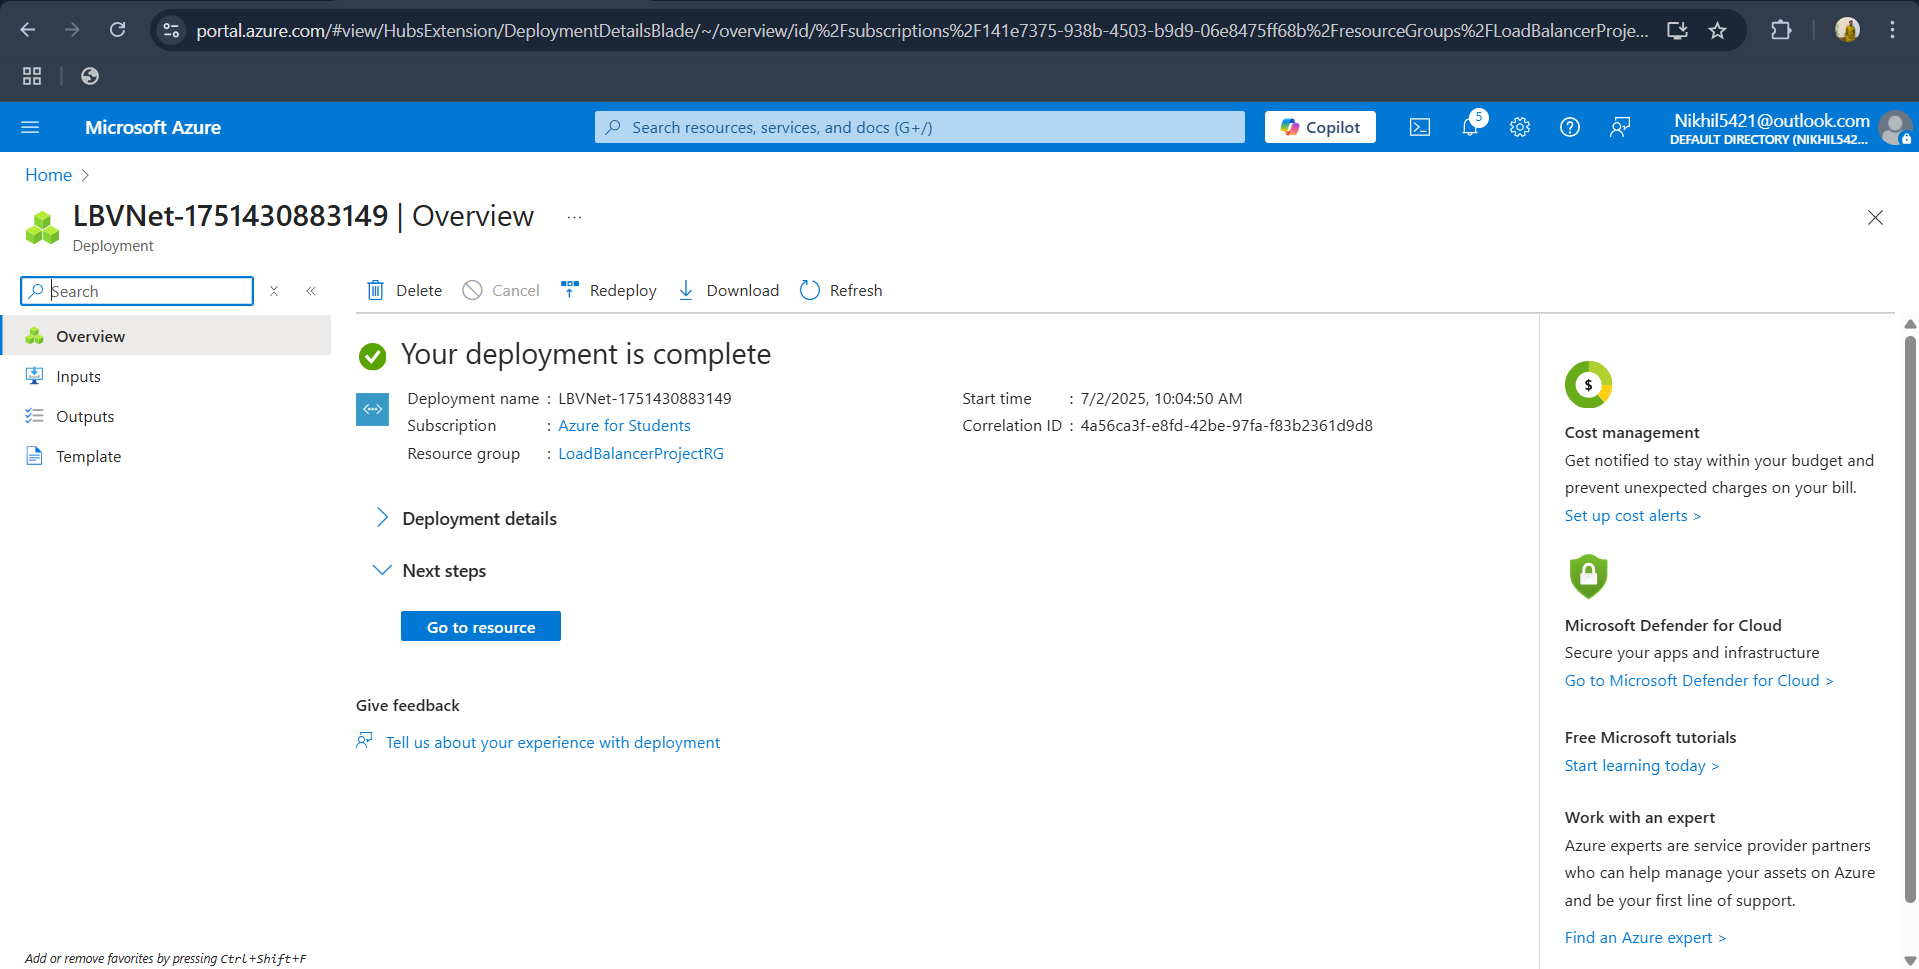 portal.azure.com/#view/HubsExtension/DeploymentDetailsBlade/~/overview/id/%2Fsubscriptions%2F141e7375-938b-4503-b9d9-06e8475ff68b%2FresourceGroups%2FLoadBalancerProje...
Microsoft Azure
Search resources, services, and docs (G+/)
Copilot
5
Nikhil5421@outlook.com
DEFAULT DIRECTORY (NIKHIL542...
Home >
LBVNet-1751430883149 | Overview ...
Deployment
Search
Delete
Cancel
Redeploy
Download
Refresh
Overview
Inputs
Outputs
Template
Your deployment is complete
Deployment name : LBVNet-1751430883149
Subscription : Azure for Students
Resource group : LoadBalancerProjectRG
Start time : 7/2/2025, 10:04:50 AM
Correlation ID : 4a56ca3f-e8fd-42be-97fa-f83b2361d9d8
Deployment details
Next steps
Go to resource
Give feedback
Tell us about your experience with deployment
$
Cost management
Get notified to stay within your budget and
prevent unexpected charges on your bill.
Set up cost alerts >
Microsoft Defender for Cloud
Secure your apps and infrastructure
Go to Microsoft Defender for Cloud >
Free Microsoft tutorials
Start learning today >
Work with an expert
Azure experts are service provider partners
who can help manage your assets on Azure
and be your first line of support.
Find an Azure expert >
Add or remove favorites by pressing Ctrl+Shift+F